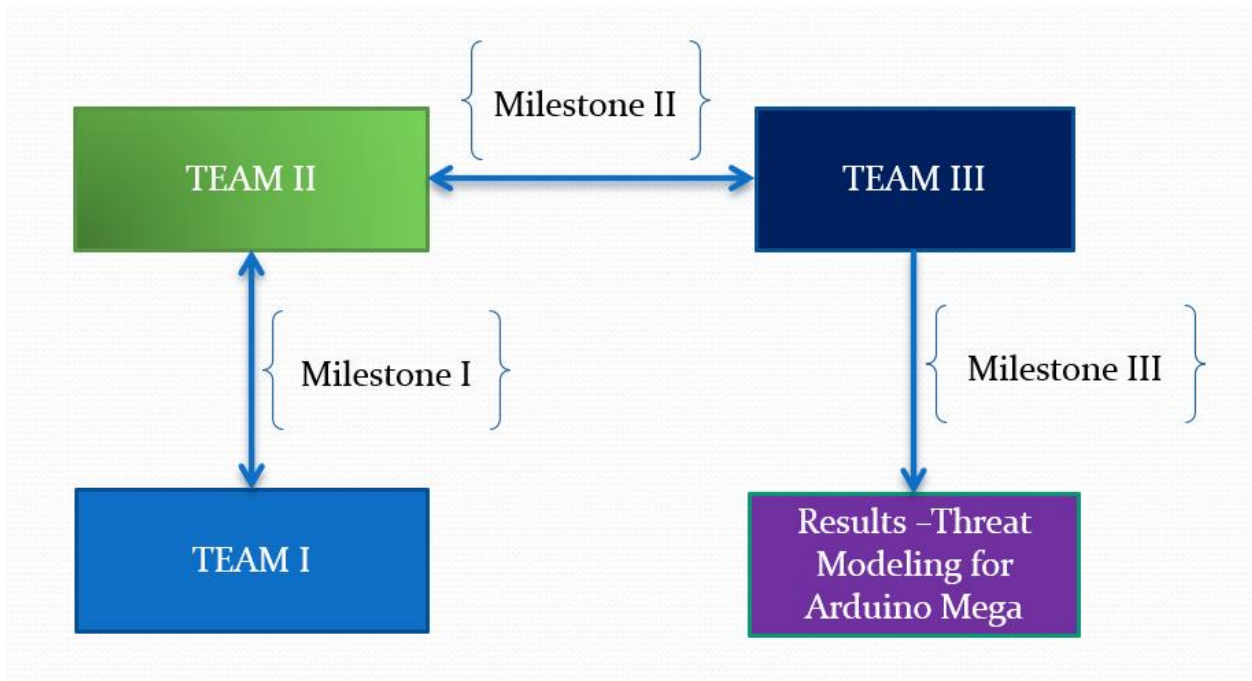 Milestone II
TEAM II
TEAM III
Milestone I
Milestone III
TEAM I
Results –Threat
Modeling for
Arduino Mega